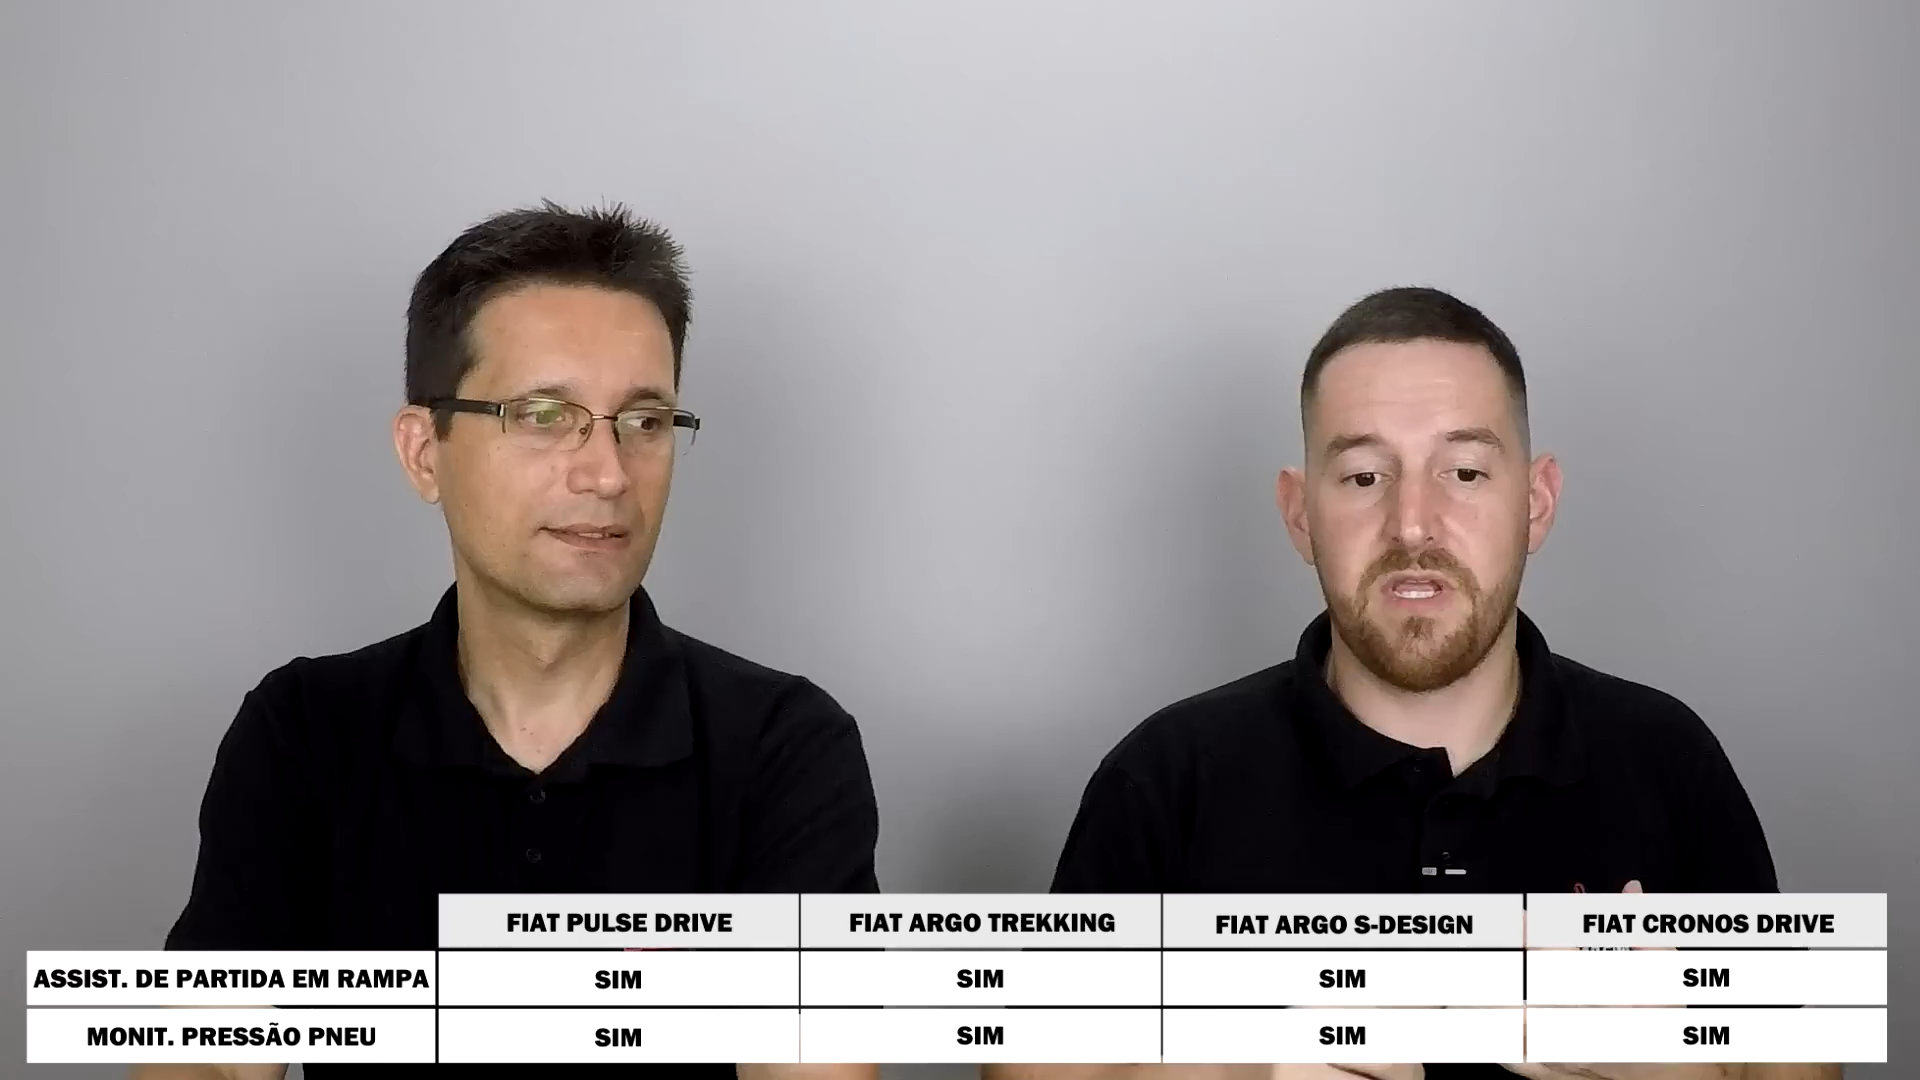 FIAT PULSE DRIVE FIAT ARGO TREKKING FIAT ARGO S-DESIGN FIAT CRONOS DRIVE
ASSIST. DE PARTIDA EM RAMPA SIM SIM SIM SIM
MONIT. PRESSÃO PNEU SIM SIM SIM SIM